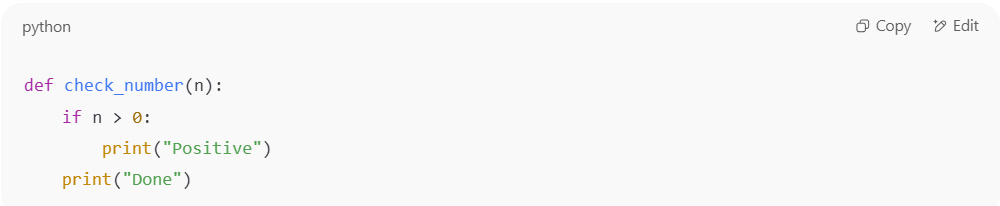 python
Copy
Edit
def check_number(n):
    if n > 0:
        print("Positive")
    print("Done")